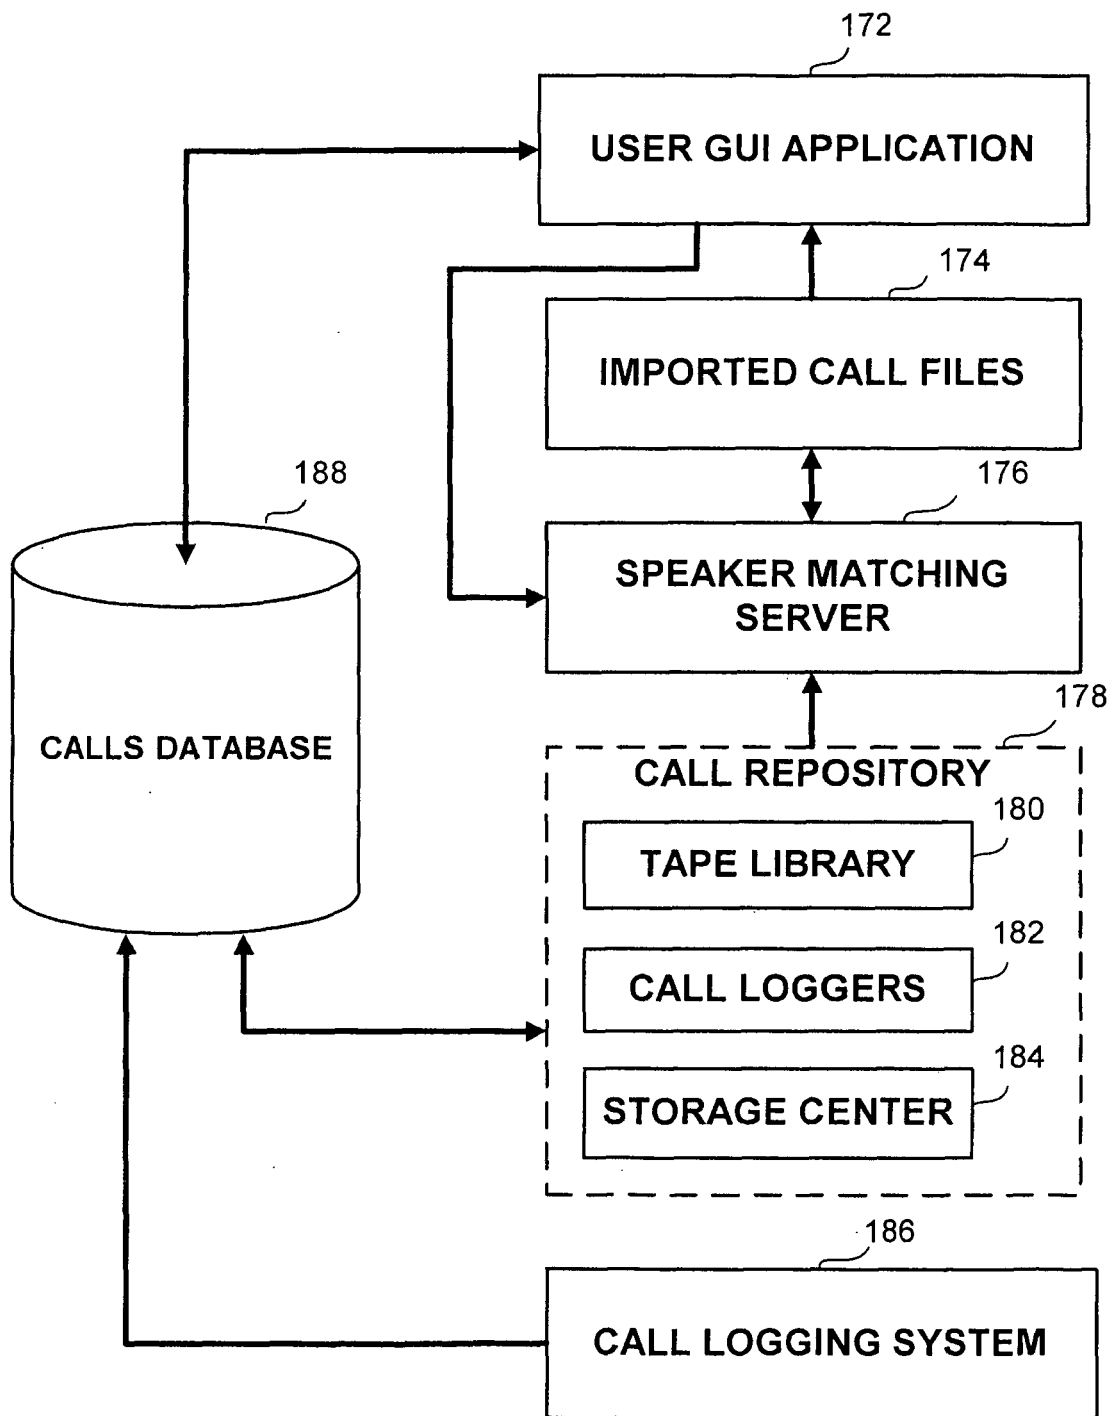 172
USER GUI APPLICATION
174
IMPORTED CALL FILES
188
176
SPEAKER MATCHING
SERVER
178
CALLS DATABASE
CALL REPOSITORY
180
TAPE LIBRARY
182
CALL LOGGERS
184
STORAGE CENTER
186
CALL LOGGING SYSTEM